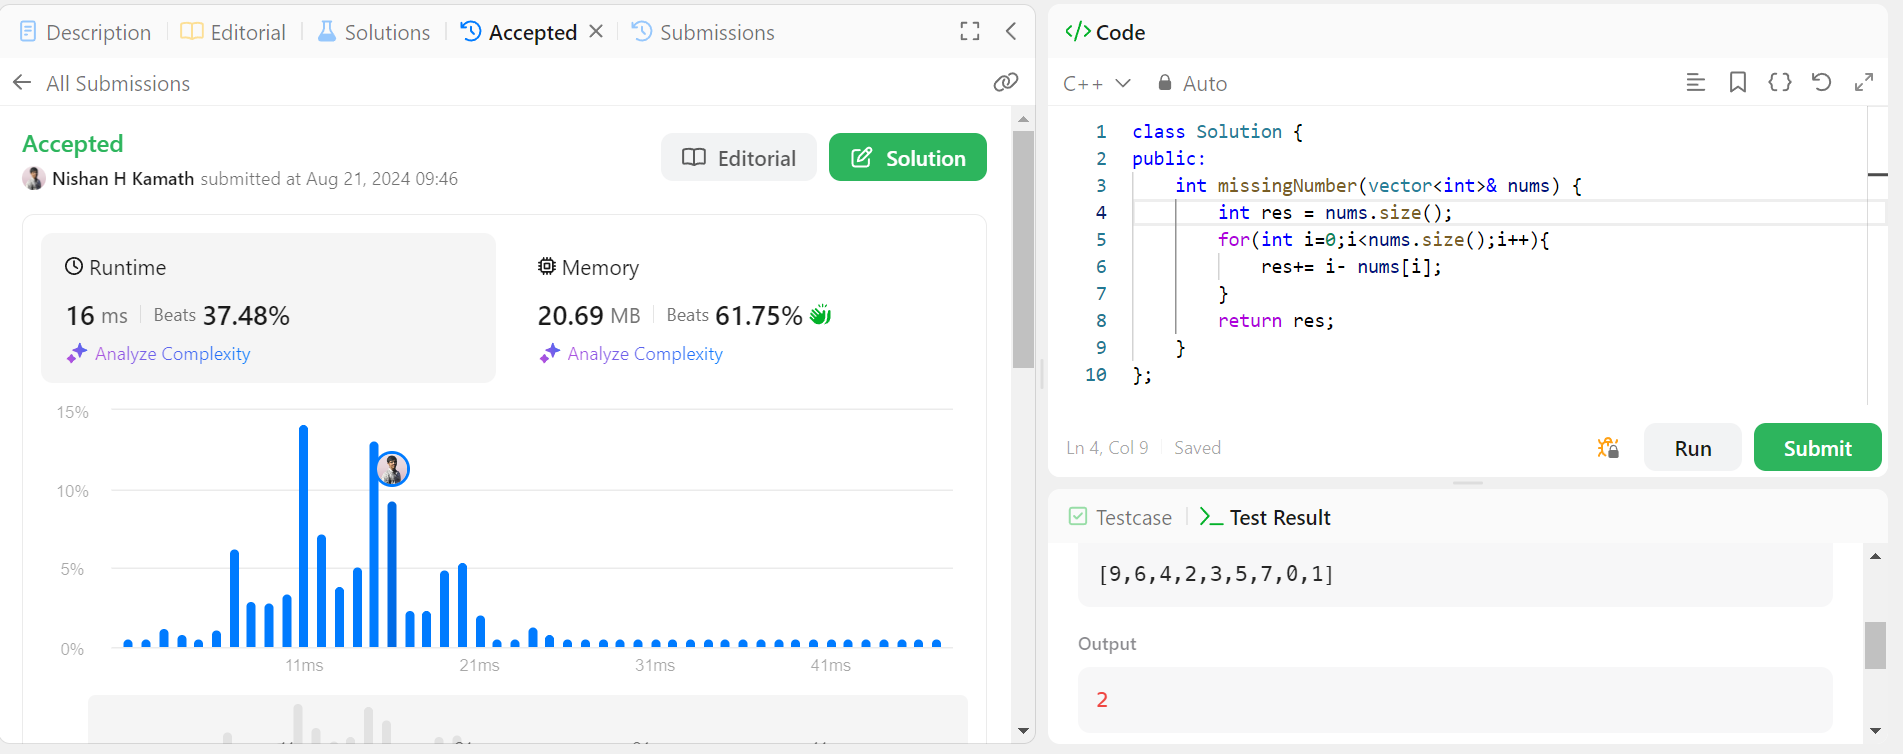 Description
Editorial
Solutions
Accepted
Submissions
All Submissions
Accepted
Nishan H Kamath submitted at Aug 21, 2024 09:46
Editorial
Solution
Runtime
16 ms
Beats 37.48%
Analyze Complexity
Memory
20.69 MB
Beats 61.75%
Analyze Complexity
15%
10%
5%
0%
11ms
21ms
31ms
41ms
</> Code
C++
Auto
1 class Solution {
2 public:
3 int missingNumber(vector<int>& nums) {
4 int res = nums.size();
5 for(int i=0;i<nums.size();i++){
6 res+= i- nums[i];
7 }
8 return res;
9 }
10 };
Ln 4, Col 9
Saved
Run
Submit
Testcase
Test Result
[9,6,4,2,3,5,7,0,1]
Output
2